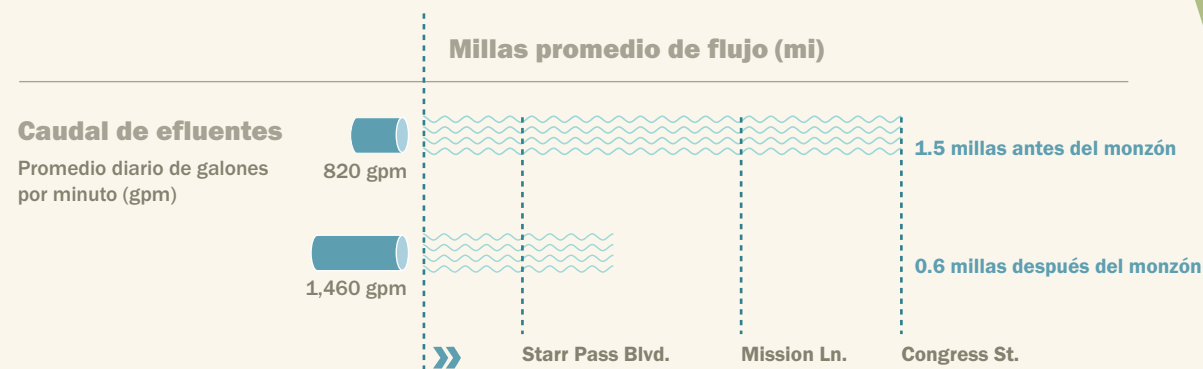 Millas promedio de flujo (mi)
Caudal de efluentes
Promedio diario de galones
por minuto (gpm)
820 gpm
1.5 millas antes del monzón
1,460 gpm
0.6 millas después del monzón
Starr Pass Blvd.
Mission Ln.
Congress St.